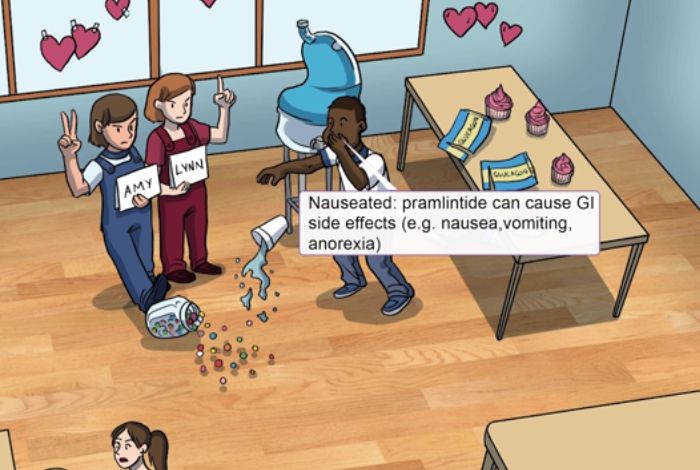 GLUCAGON
GLUCAGON
AMY
LYNN
Nauseated: pramlintide can cause GI
side effects (e.g. nausea,vomiting,
anorexia)